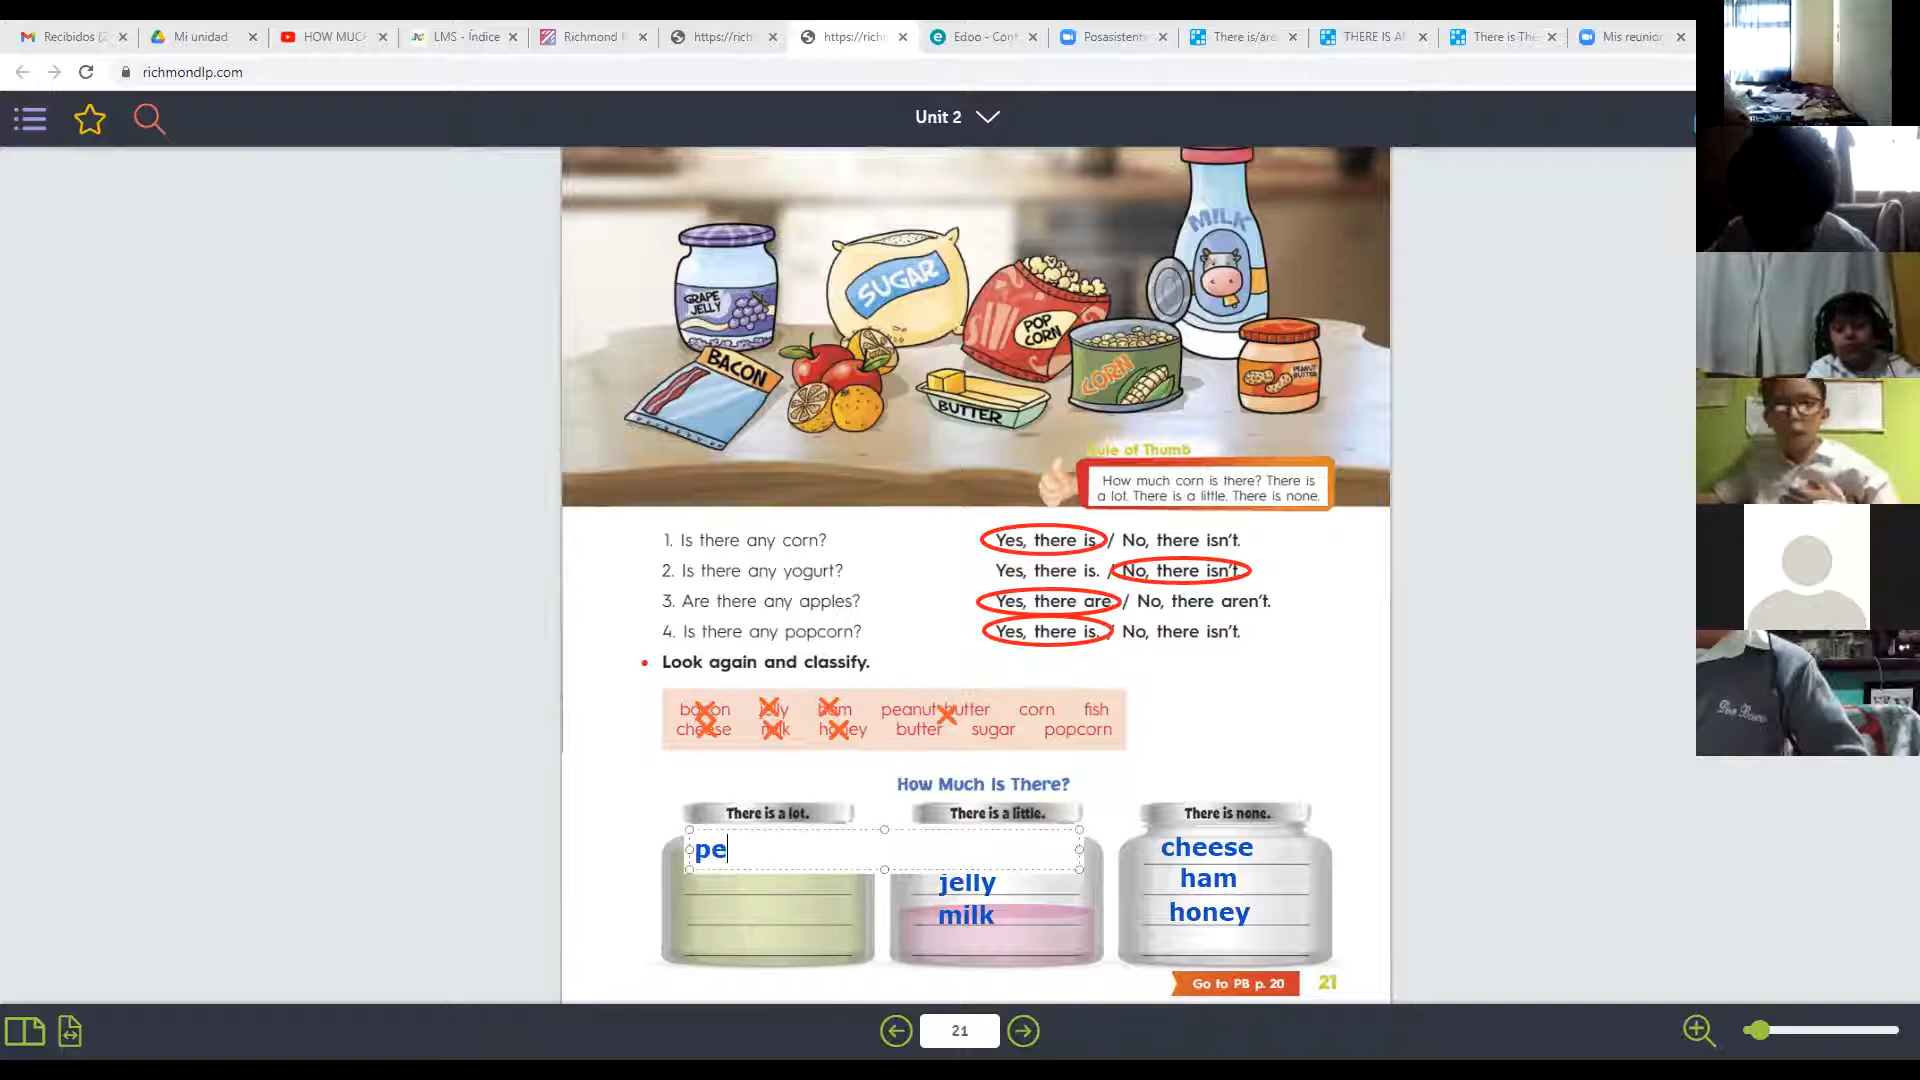 Recibidos (2
Mi unidad
HOW MUCH
LMS - Índice
Richmond
https://rich
https://richr
Edoo - Cont
Posasistente
There is/are
THERE IS AN
There is The
Mis reunio
richmondlp.com
Unit 2
MILK
GRAPE
JELLY
SUGAR
POP
CORN
BACON
CORN
PEANUT
BUTTER
BUTTER
Rule of Thumb
How much corn is there? There is
a lot. There is a little. There is none.
1. Is there any corn? Yes, there is. / No, there isn't.
2. Is there any yogurt? Yes, there is. / No, there isn't.
3. Are there any apples? Yes, there are. / No, there aren't.
4. Is there any popcorn? Yes, there is. / No, there isn't.
• Look again and classify.
bacon jelly ham peanut butter corn fish
cheese milk honey butter sugar popcorn
How Much Is There?
There is a lot.
There is a little.
There is none.
pe
jelly
milk
cheese
ham
honey
Go to PB p. 20
21
21
Don Bosco